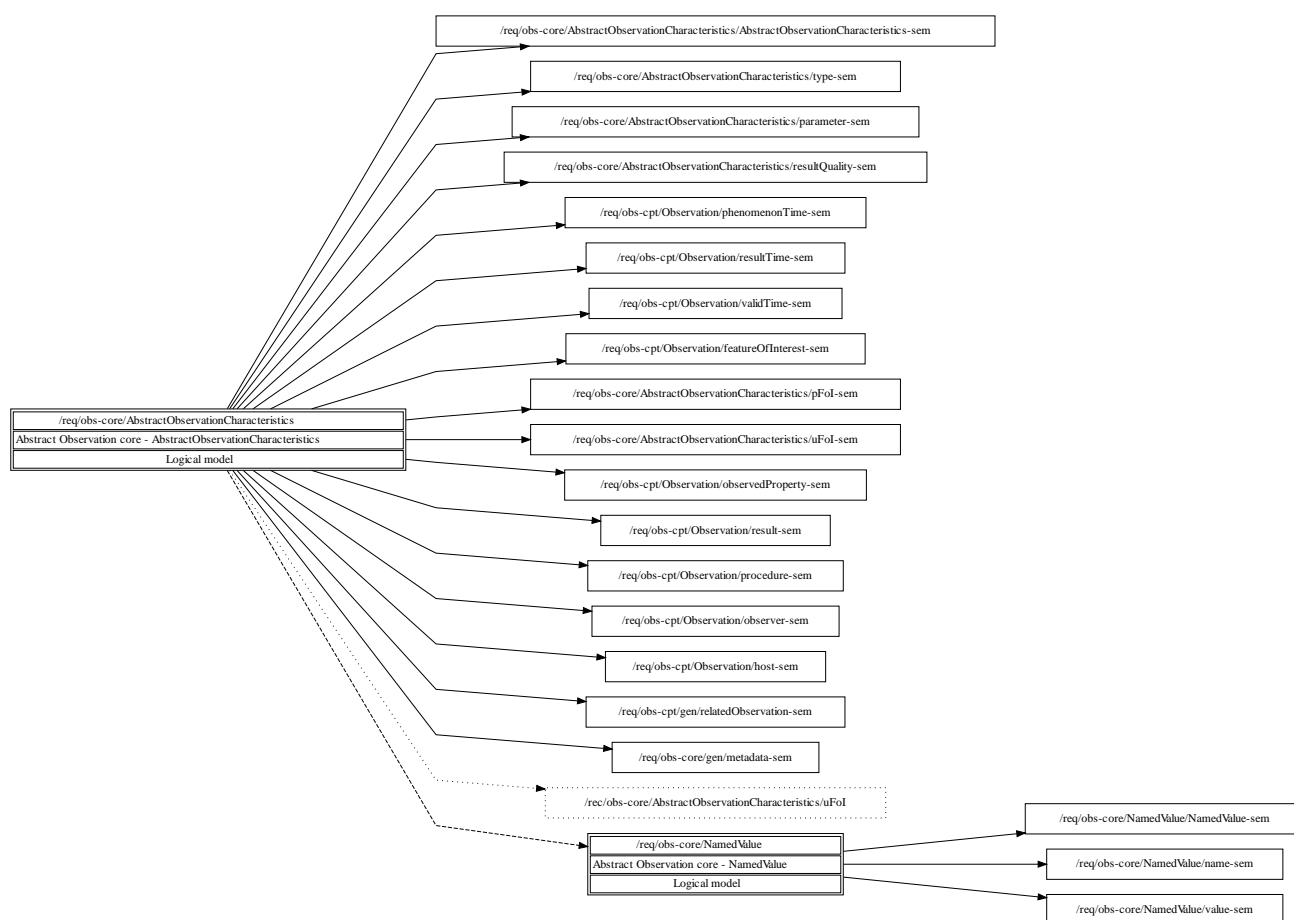 /req/obs-core/AbstractObservationCharacteristics/AbstractObservationCharacteristics-sem
/req/obs-core/AbstractObservationCharacteristics/type-sem
/req/obs-core/AbstractObservationCharacteristics/parameter-sem
/req/obs-core/AbstractObservationCharacteristics/resultQuality-sem
/req/obs-cpt/Observation/phenomenonTime-sem
/req/obs-cpt/Observation/resultTime-sem
/req/obs-cpt/Observation/validTime-sem
/req/obs-cpt/Observation/featureOfInterest-sem
/req/obs-core/AbstractObservationCharacteristics/pFoI-sem
/req/obs-core/AbstractObservationCharacteristics
Abstract Observation core - AbstractObservationCharacteristics
Logical model
/req/obs-core/AbstractObservationCharacteristics/uFoI-sem
/req/obs-cpt/Observation/observedProperty-sem
/req/obs-cpt/Observation/result-sem
/req/obs-cpt/Observation/procedure-sem
/req/obs-cpt/Observation/observer-sem
/req/obs-cpt/Observation/host-sem
/req/obs-cpt/gen/relatedObservation-sem
/req/obs-core/gen/metadata-sem
/rec/obs-core/AbstractObservationCharacteristics/uFoI
/req/obs-core/NamedValue
Abstract Observation core - NamedValue
Logical model
/req/obs-core/NamedValue/NamedValue-sem
/req/obs-core/NamedValue/name-sem
/req/obs-core/NamedValue/value-sem